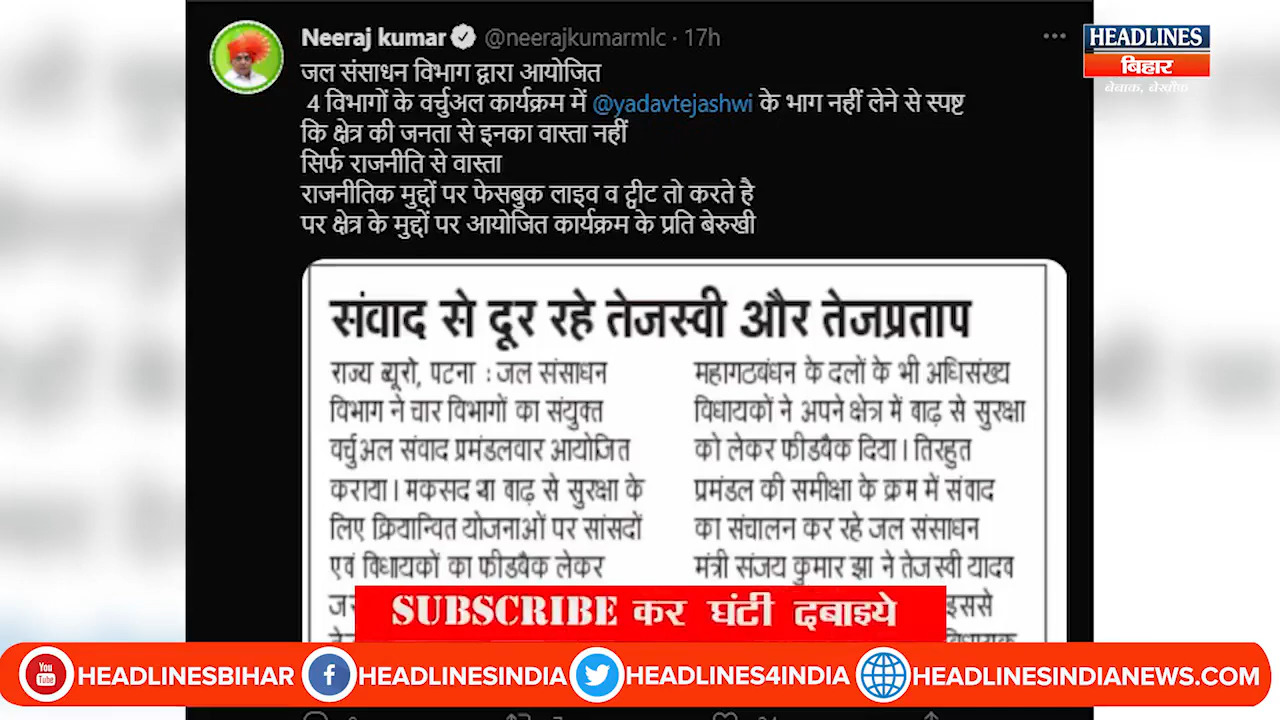 Neeraj kumar @neerajkumarmlc · 17h
जल संसाधन विभाग द्वारा आयोजित
4 विभागों के वर्चुअल कार्यक्रम में @yadavtejashwi के भाग नहीं लेने से स्पष्ट
कि क्षेत्र की जनता से इनका वास्ता नहीं
सिर्फ राजनीति से वास्ता
राजनीतिक मुद्दों पर फेसबुक लाइव व ट्वीट तो करते है
पर क्षेत्र के मुद्दों पर आयोजित कार्यक्रम के प्रति बेरुखी
HEADLINES
बिहार
बेबाक, बेखौफ
संवाद से दूर रहे तेजस्वी और तेजप्रताप
राज्य ब्यूरो, पटना : जल संसाधन
विभाग ने चार विभागों का संयुक्त
वर्चुअल संवाद प्रमंडलवार आयोजित
कराया। मकसद था बाढ़ से सुरक्षा के
लिए क्रियान्वित योजनाओं पर सांसदों
एवं विधायकों का फीडबैक लेकर
महागठबंधन के दलों के भी अधिसंख्य
विधायकों ने अपने क्षेत्र में बाढ़ से सुरक्षा
को लेकर फीडबैक दिया। तिरहुत
प्रमंडल की समीक्षा के क्रम में संवाद
का संचालन कर रहे जल संसाधन
मंत्री संजय कुमार झा ने तेजस्वी यादव
इससे
SUBSCRIBE कर घंटी दबाइये
You Tube HEADLINESBIHAR HEADLINESINDIA HEADLINES4INDIA HEADLINESINDIANEWS.COM